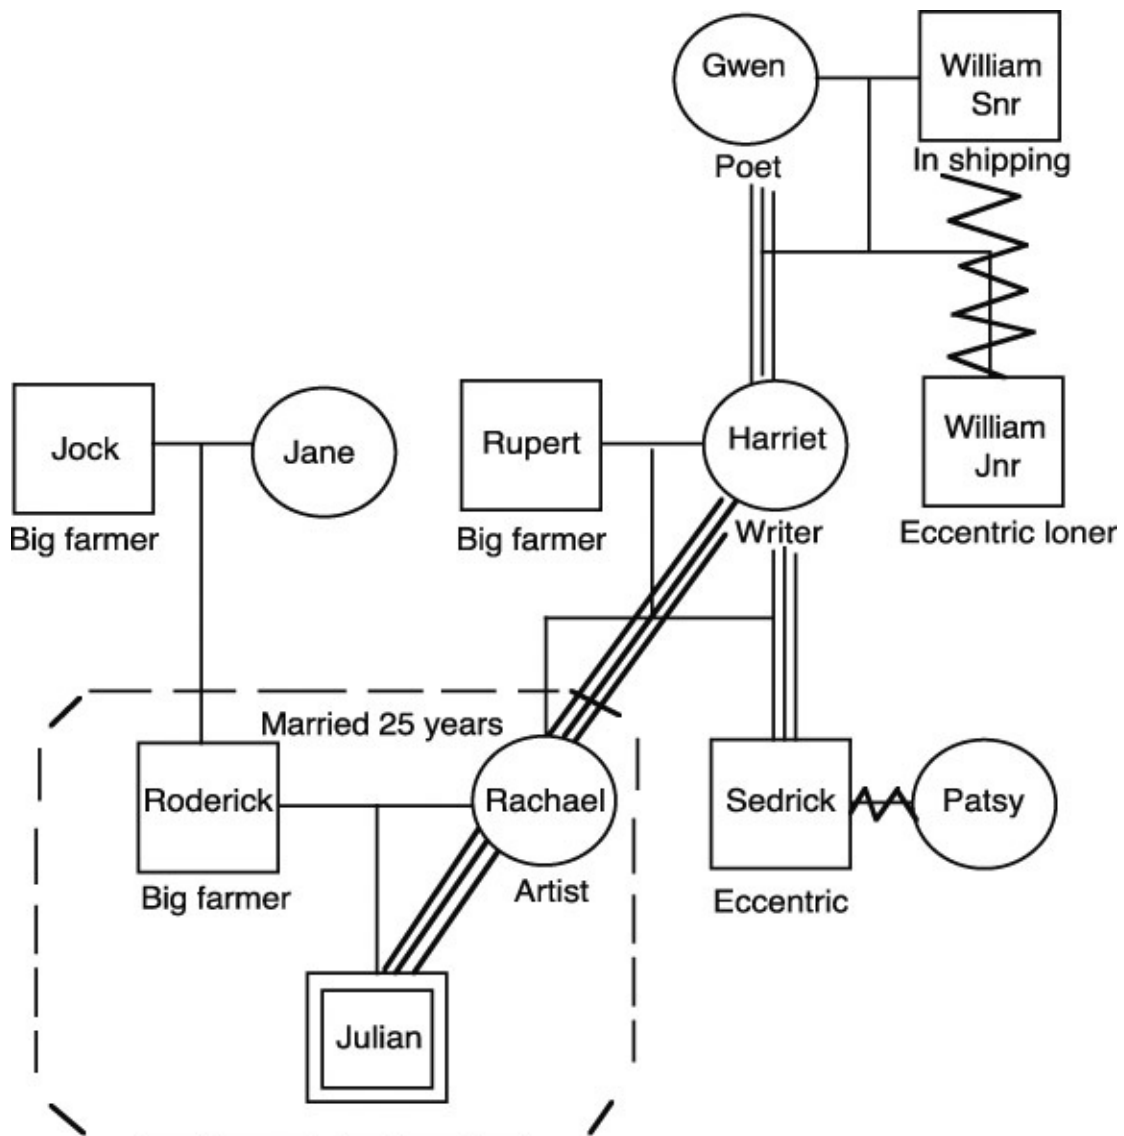 Gwen
William
Snr
Poet
In shipping
Jock
Jane
Rupert
Harriet
William
Jnr
Big farmer
Big farmer
Writer
Eccentric loner
Married 25 years
Roderick
Rachael
Sedrick
Patsy
Big farmer
Artist
Eccentric
Julian